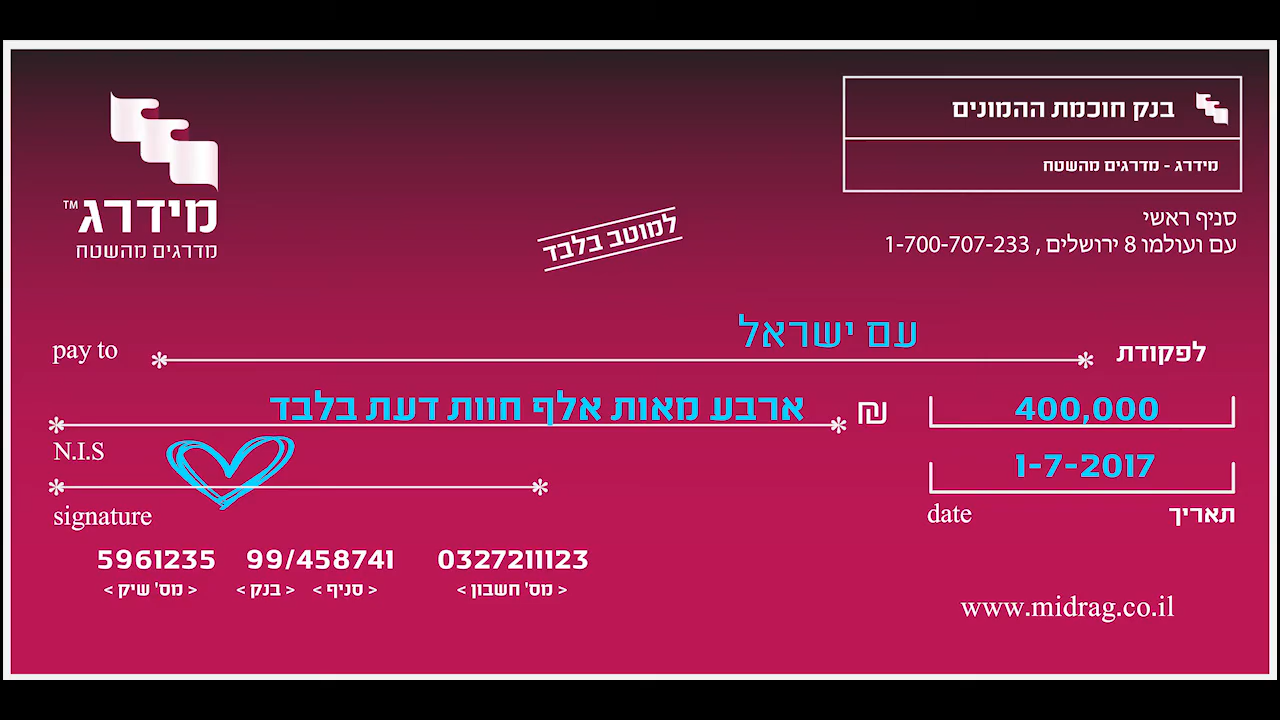 בנק חוכמת ההמונים
מידרג - מדרגים מהשטח
מידרג™
מדרגים מהשטח
סניף ראשי
עם ועולמו 8 ירושלים , 1-700-707-233
למוטב בלבד
pay to
עם ישראל
לפקודת
ארבע מאות אלף חוות דעת בלבד
₪
400,000
N.I.S
1-7-2017
signature
date
תאריך
5961235 99/458741 0327211123
< מס' שיק > < בנק > < סניף > < מס' חשבון >
www.midrag.co.il